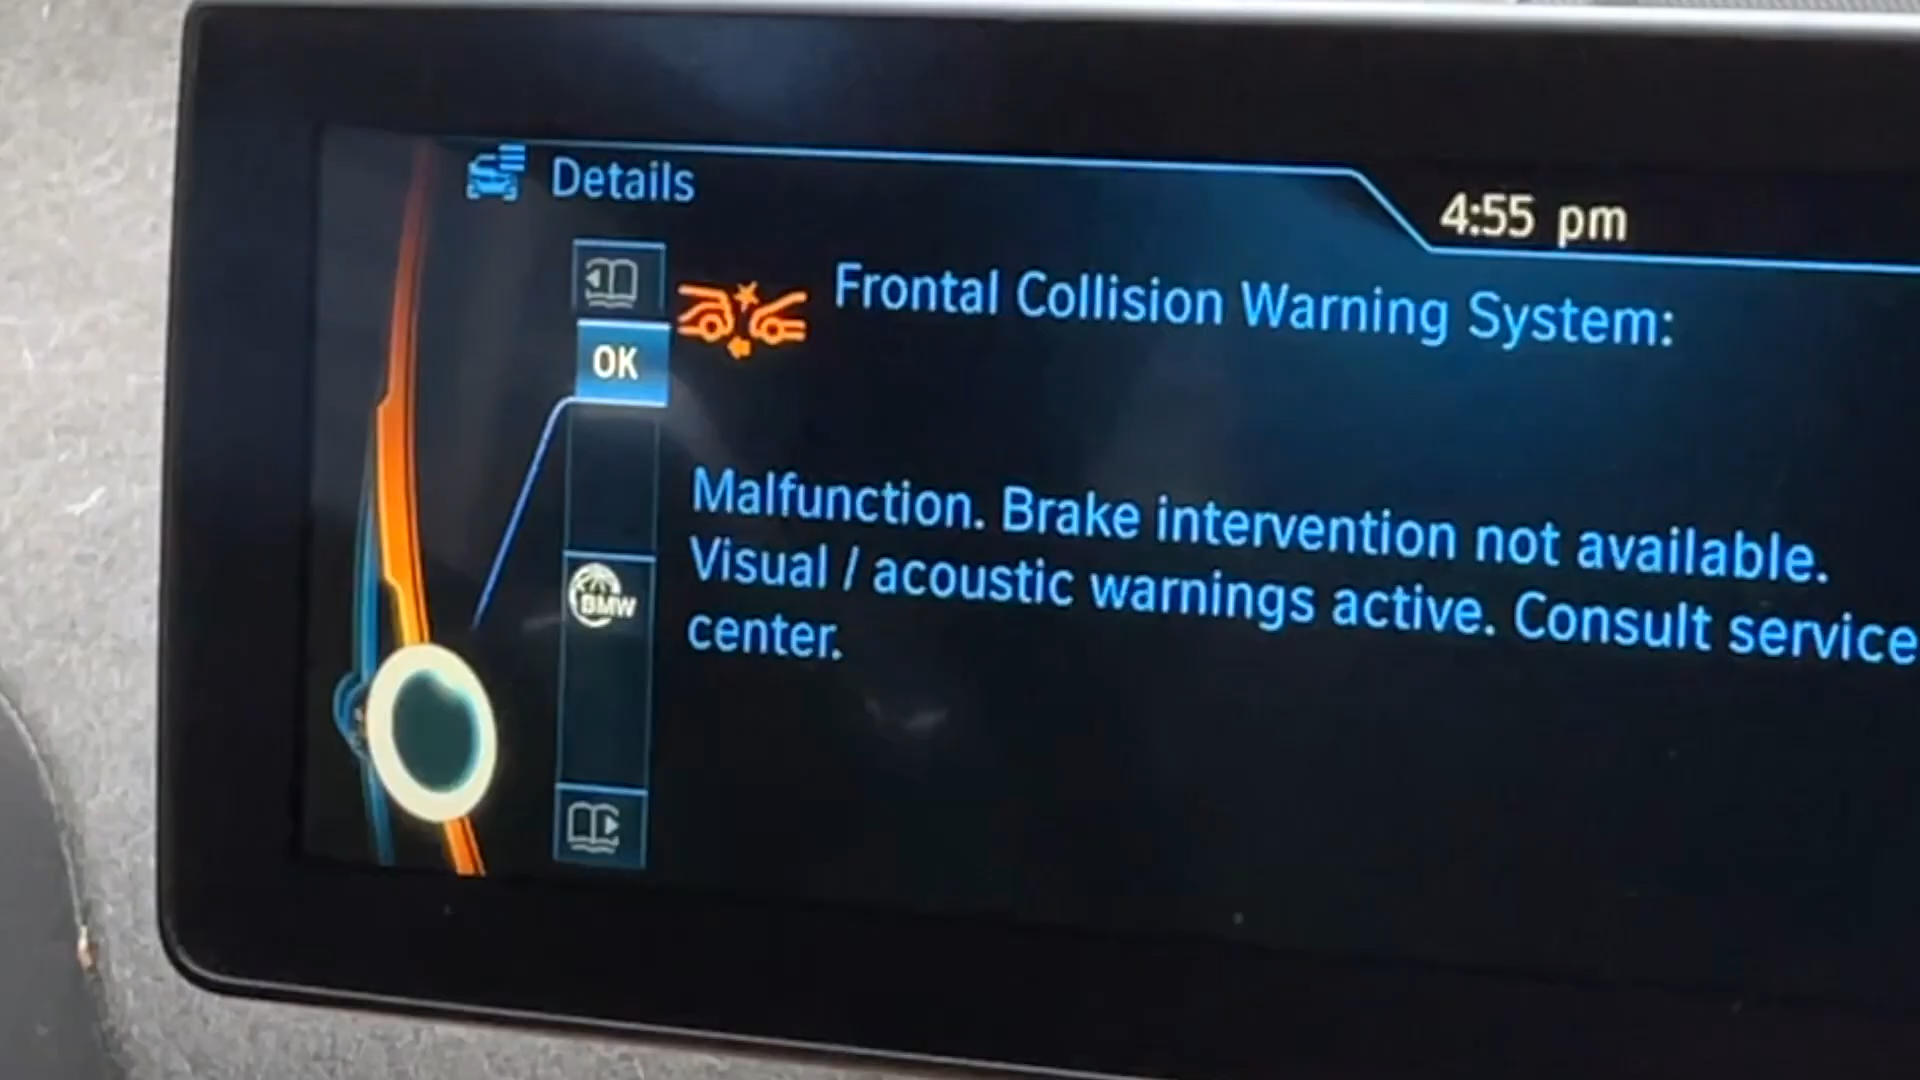 Details
4:55 pm
Frontal Collision Warning System:
OK
Malfunction. Brake intervention not available.
Visual / acoustic warnings active. Consult service
center.
BMW